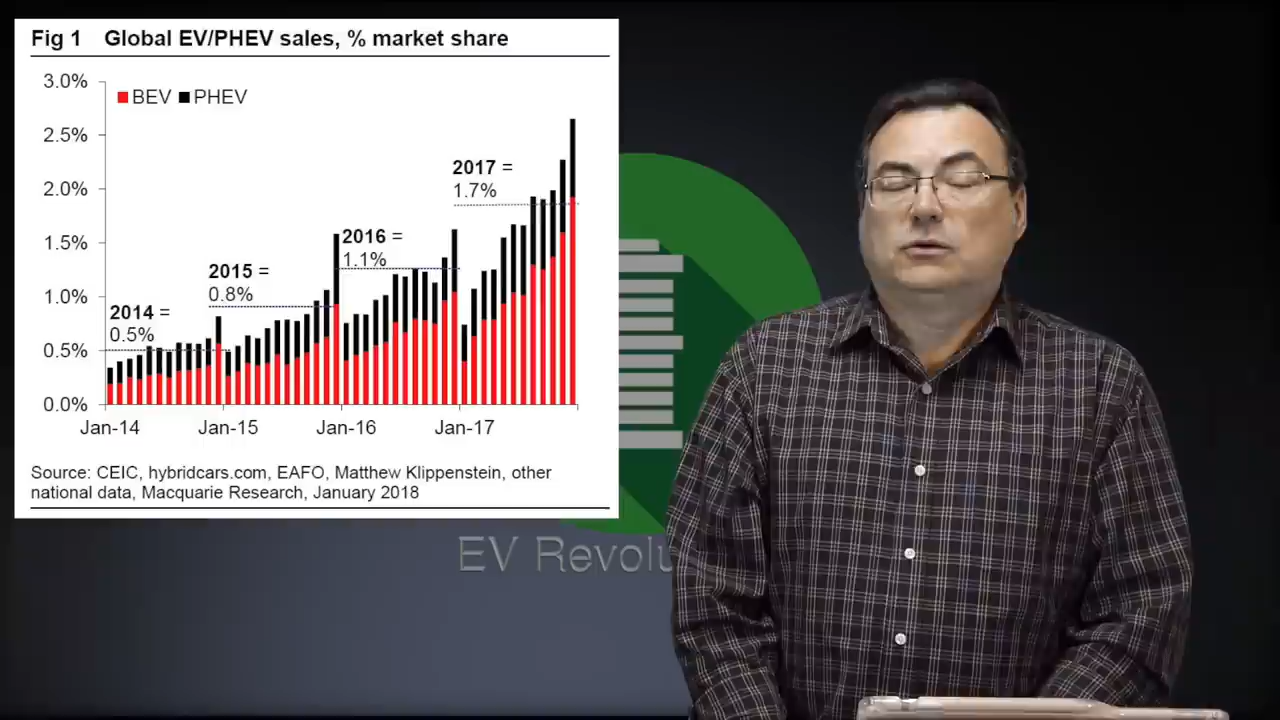 Fig 1 Global EV/PHEV sales, % market share
3.0%
BEV PHEV
2.5%
2.0%
1.5%
1.0%
0.5%
0.0%
2014 =
0.5%
2015 =
0.8%
2016 =
1.1%
2017 =
1.7%
Jan-14 Jan-15 Jan-16 Jan-17
Source: CEIC, hybridcars.com, EAFO, Matthew Klippenstein, other
national data, Macquarie Research, January 2018
EV Revolu